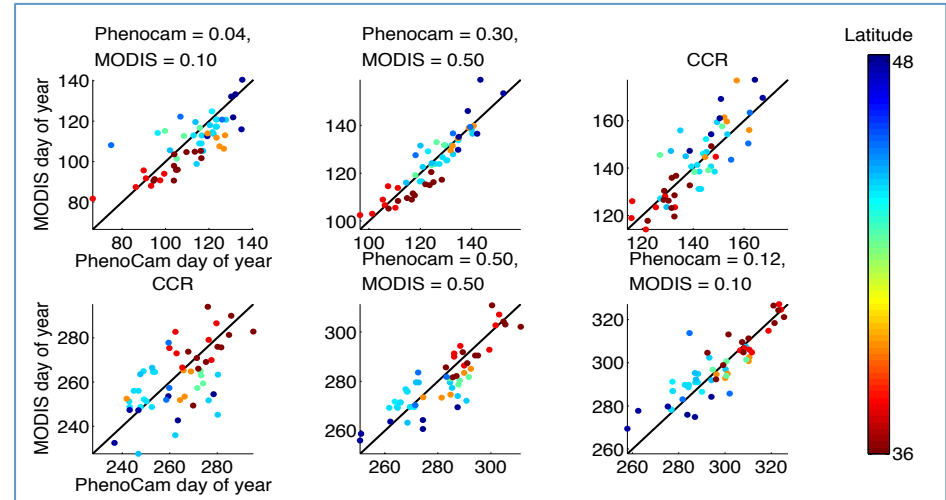 Phenocam = 0.04,
MODIS = 0.10
Phenocam = 0.30,
MODIS = 0.50
CCR
Latitude
48
36
MODIS day of year
140
120
100
80
80 100 120 140
PhenoCam day of year
140
120
100
100 120 140
160
140
120
120 140 160
CCR
Phenocam = 0.50,
MODIS = 0.50
Phenocam = 0.12,
MODIS = 0.10
MODIS day of year
280
260
240
240 260 280
PhenoCam day of year
300
280
260
260 280 300
320
300
280
260
260 280 300 320